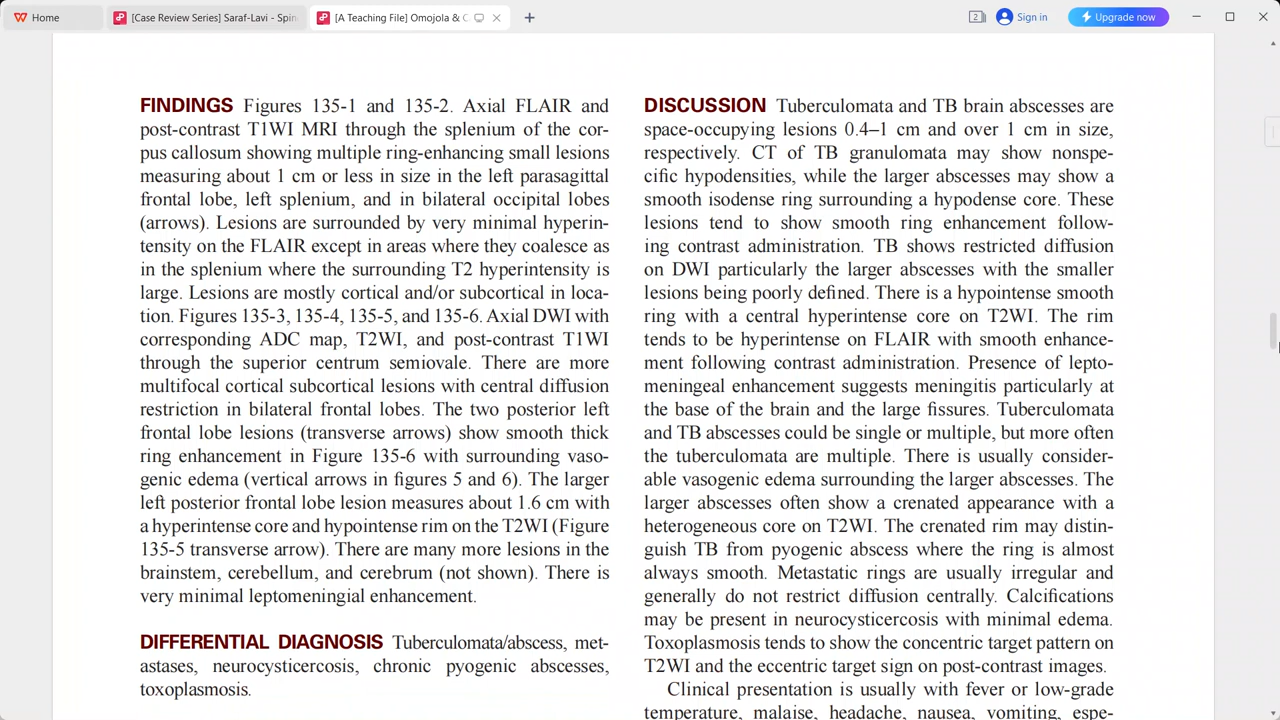 Home
[Case Review Series] Saraf-Lavi - Spin
[A Teaching File] Omojola & C
2
Sign in
Upgrade now
FINDINGS Figures 135-1 and 135-2. Axial FLAIR and
post-contrast T1WI MRI through the splenium of the cor-
pus callosum showing multiple ring-enhancing small lesions
measuring about 1 cm or less in size in the left parasagittal
frontal lobe, left splenium, and in bilateral occipital lobes
(arrows). Lesions are surrounded by very minimal hyperin-
tensity on the FLAIR except in areas where they coalesce as
in the splenium where the surrounding T2 hyperintensity is
large. Lesions are mostly cortical and/or subcortical in loca-
tion. Figures 135-3, 135-4, 135-5, and 135-6. Axial DWI with
corresponding ADC map, T2WI, and post-contrast T1WI
through the superior centrum semiovale. There are more
multifocal cortical subcortical lesions with central diffusion
restriction in bilateral frontal lobes. The two posterior left
frontal lobe lesions (transverse arrows) show smooth thick
ring enhancement in Figure 135-6 with surrounding vaso-
genic edema (vertical arrows in figures 5 and 6). The larger
left posterior frontal lobe lesion measures about 1.6 cm with
a hyperintense core and hypointense rim on the T2WI (Figure
135-5 transverse arrow). There are many more lesions in the
brainstem, cerebellum, and cerebrum (not shown). There is
very minimal leptomeningial enhancement.
DIFFERENTIAL DIAGNOSIS Tuberculomata/abscess, met-
astases, neurocysticercosis, chronic pyogenic abscesses,
toxoplasmosis.
DISCUSSION Tuberculomata and TB brain abscesses are
space-occupying lesions 0.4–1 cm and over 1 cm in size,
respectively. CT of TB granulomata may show nonspe-
cific hypodensities, while the larger abscesses may show a
smooth isodense ring surrounding a hypodense core. These
lesions tend to show smooth ring enhancement follow-
ing contrast administration. TB shows restricted diffusion
on DWI particularly the larger abscesses with the smaller
lesions being poorly defined. There is a hypointense smooth
ring with a central hyperintense core on T2WI. The rim
tends to be hyperintense on FLAIR with smooth enhance-
ment following contrast administration. Presence of lepto-
meningeal enhancement suggests meningitis particularly at
the base of the brain and the large fissures. Tuberculomata
and TB abscesses could be single or multiple, but more often
the tuberculomata are multiple. There is usually consider-
able vasogenic edema surrounding the larger abscesses. The
larger abscesses often show a crenated appearance with a
heterogeneous core on T2WI. The crenated rim may distin-
guish TB from pyogenic abscess where the ring is almost
always smooth. Metastatic rings are usually irregular and
generally do not restrict diffusion centrally. Calcifications
may be present in neurocysticercosis with minimal edema.
Toxoplasmosis tends to show the concentric target pattern on
T2WI and the eccentric target sign on post-contrast images.
Clinical presentation is usually with fever or low-grade
temperature, malaise, headache, nausea, vomiting, espe-